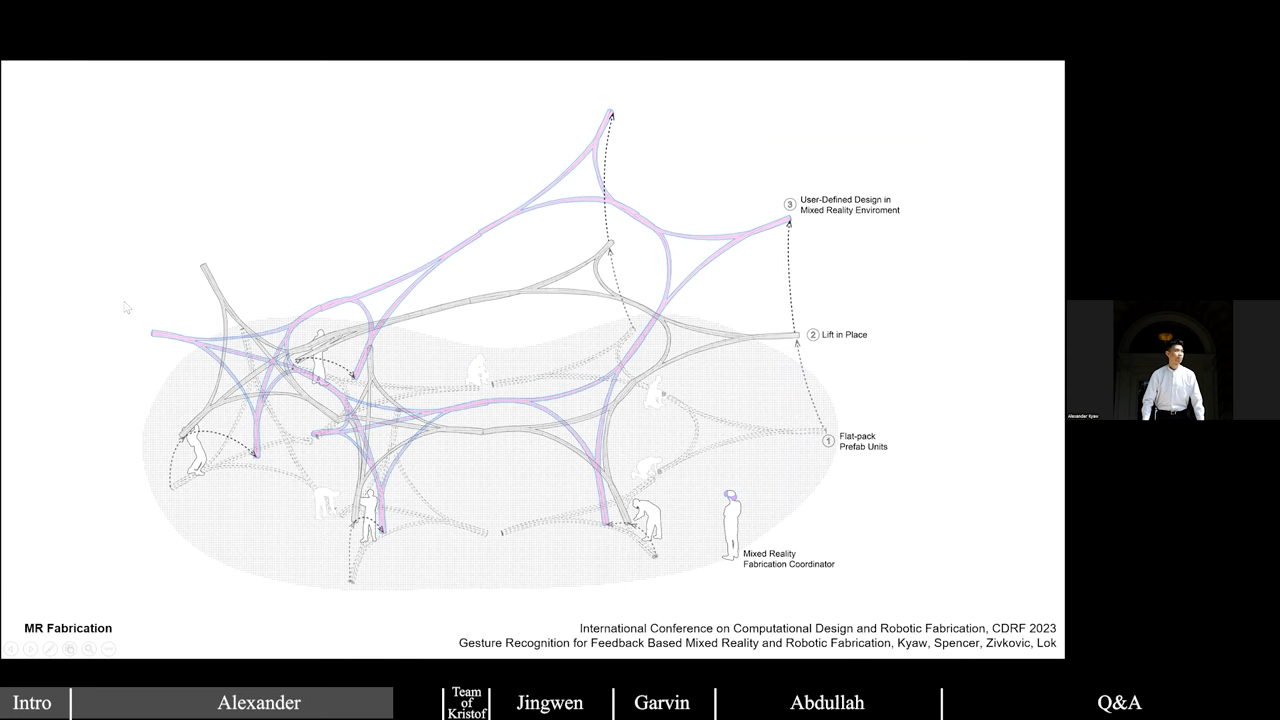 3
User-Defined Design in
Mixed Reality Enviroment
2
Lift in Place
1
Flat-pack
Prefab Units
Mixed Reality
Fabrication Coordinator
Alexander Kyaw
MR Fabrication
International Conference on Computational Design and Robotic Fabrication, CDRF 2023
Gesture Recognition for Feedback Based Mixed Reality and Robotic Fabrication, Kyaw, Spencer, Zivkovic, Lok
Intro
Alexander
Team
of
Kristof
Jingwen
Garvin
Abdullah
Q&A